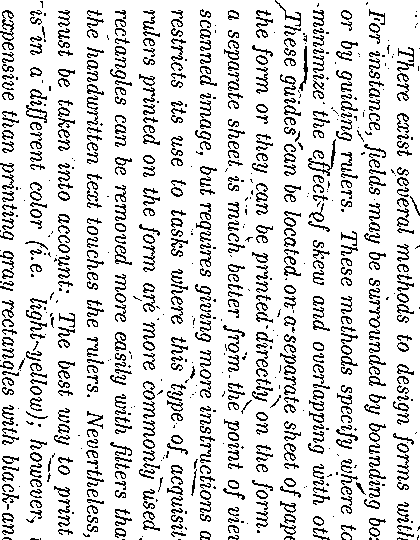 There exist several methods to design forms with
For instance, fields may be surrounded by bounding bo
or by guiding rulers. These methods specify where to
minimize the effect of skew and overlapping with oth
These guides can be located on a separate sheet of pape
the form or they can be printed directly on the form.
a separate sheet is much better from the point of view
scanned image, but requires giving more instructions a
restricts its use to tasks where this type of acquisit
rulers printed on the form are more commonly used
rectangles can be removed more easily with filters tha
the handwritten text touches the rulers. Nevertheless,
must be taken into account: The best way to print
is in a different color (i.e. light yellow); however,
expensive than printing gray rectangles with black-and